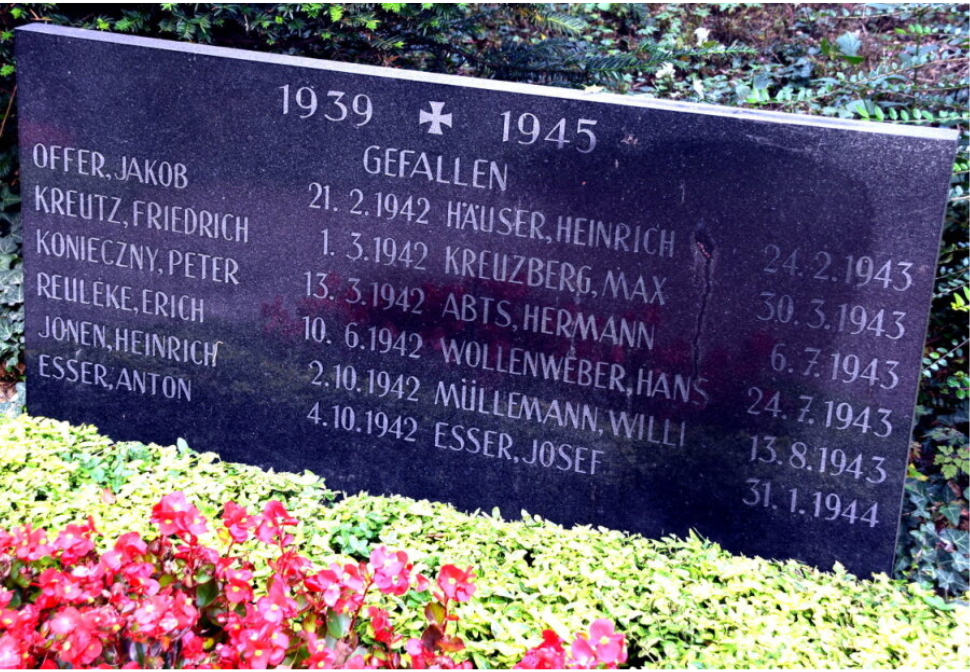 1939 1945
GEFALLEN
OFFER, JAKOB 21. 2. 1942 HÄUSER, HEINRICH 24. 2. 1943
KREUTZ, FRIEDRICH 1. 3. 1942 KREUZBERG, MAX 30. 3. 1943
KONIECZNY, PETER 13. 3. 1942 ABTS, HERMANN 6. 7. 1943
REULEKE, ERICH 10. 6. 1942 WOLLENWEBER, HANS 24. 7. 1943
JONEN, HEINRICH 2. 10. 1942 MÜLLEMANN, WILLI 13. 8. 1943
ESSER, ANTON 4. 10. 1942 ESSER, JOSEF 31. 1. 1944